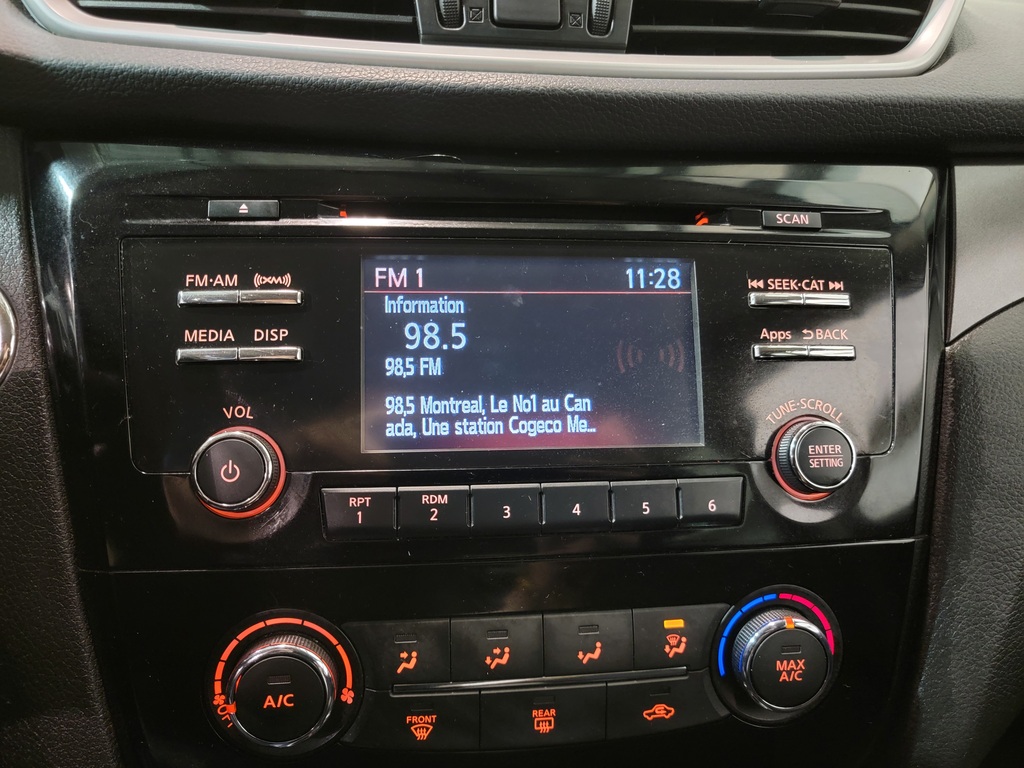 SCAN
FM·AM
((XM))
MEDIA DISP
VOL
FM 1 11:28
Information
98.5
98,5 FM
98,5 Montreal, Le No1 au Can
ada, Une station Cogeco Me...
SEEK·CAT
Apps BACK
TUNE·SCROLL
ENTER
SETTING
RPT
1
RDM
2
3
4
5
6
A/C
MAX
A/C
FRONT
REAR